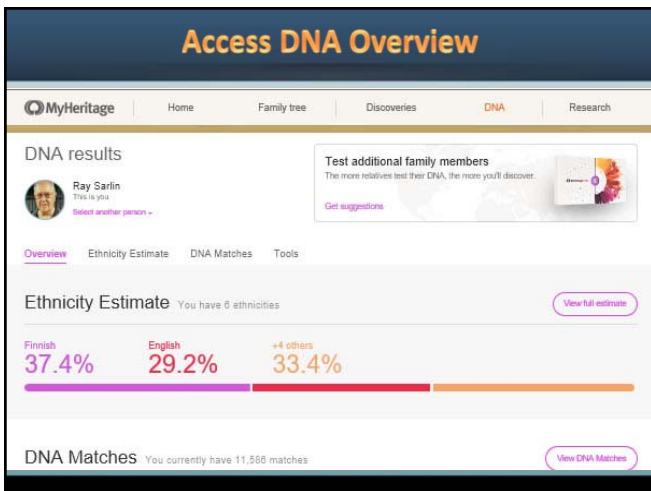 Access DNA Overview
MyHeritage Home Family tree Discoveries DNA Research
DNA results
Ray Sarlin
This is you
Select another person
Test additional family members
The more relatives test their DNA, the more you'll discover.
Get suggestions
Overview Ethnicity Estimate DNA Matches Tools
Ethnicity Estimate You have 6 ethnicities View full estimate
Finnish English +4 others
37.4% 29.2% 33.4%
DNA Matches You currently have 11,586 matches View DNA Matches